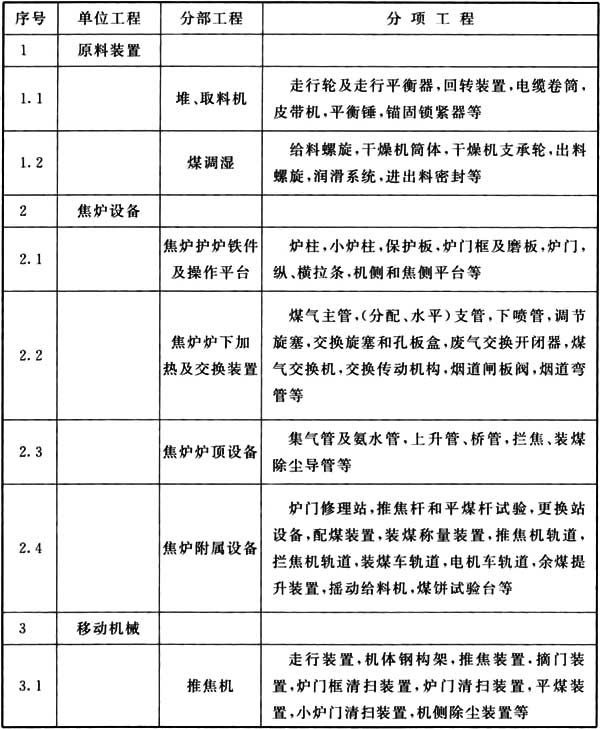 序号 单位工程 分部工程 分项工程
1 原料装置
1.1 堆、取料机 走行轮及走行平衡器,回转装置,电缆卷筒,
皮带机,平衡锤,锚固锁紧器等
1.2 煤调湿 给料螺旋,干燥机筒体,干燥机支承轮,出料
螺旋,润滑系统,进出料密封等
2 焦炉设备
2.1 焦炉护炉铁件 炉柱,小炉柱,保护板,炉门框及磨板,炉门,
及操作平台 纵、横拉条,机侧和焦侧平台等
煤气主管,(分配、水平)支管,下喷管,调节
2.2 焦炉炉下加 旋塞,交换旋塞和孔板盒,废气交换开闭器,煤
热及交换装置 气交换机,交换传动机构,烟道闸板阀,烟道弯
管等
2.3 焦炉炉顶设备 集气管及氨水管,上升管、桥管,拦焦、装煤
除尘导管等
炉门修理站,推焦杆和平煤杆试验,更换站
2.4 焦炉附属设备 设备,配煤装置,装煤称量装置,推焦机轨道,
拦焦机轨道,装煤车轨道,电机车轨道,余煤提
升装置,摇动给料机,煤饼试验台等
3 移动机械
走行装置,机体钢构架,推焦装置,摘门装
3.1 推焦机 置,炉门框清扫装置,炉门清扫装置,平煤装
置,小炉门清扫装置,机侧除尘装置等